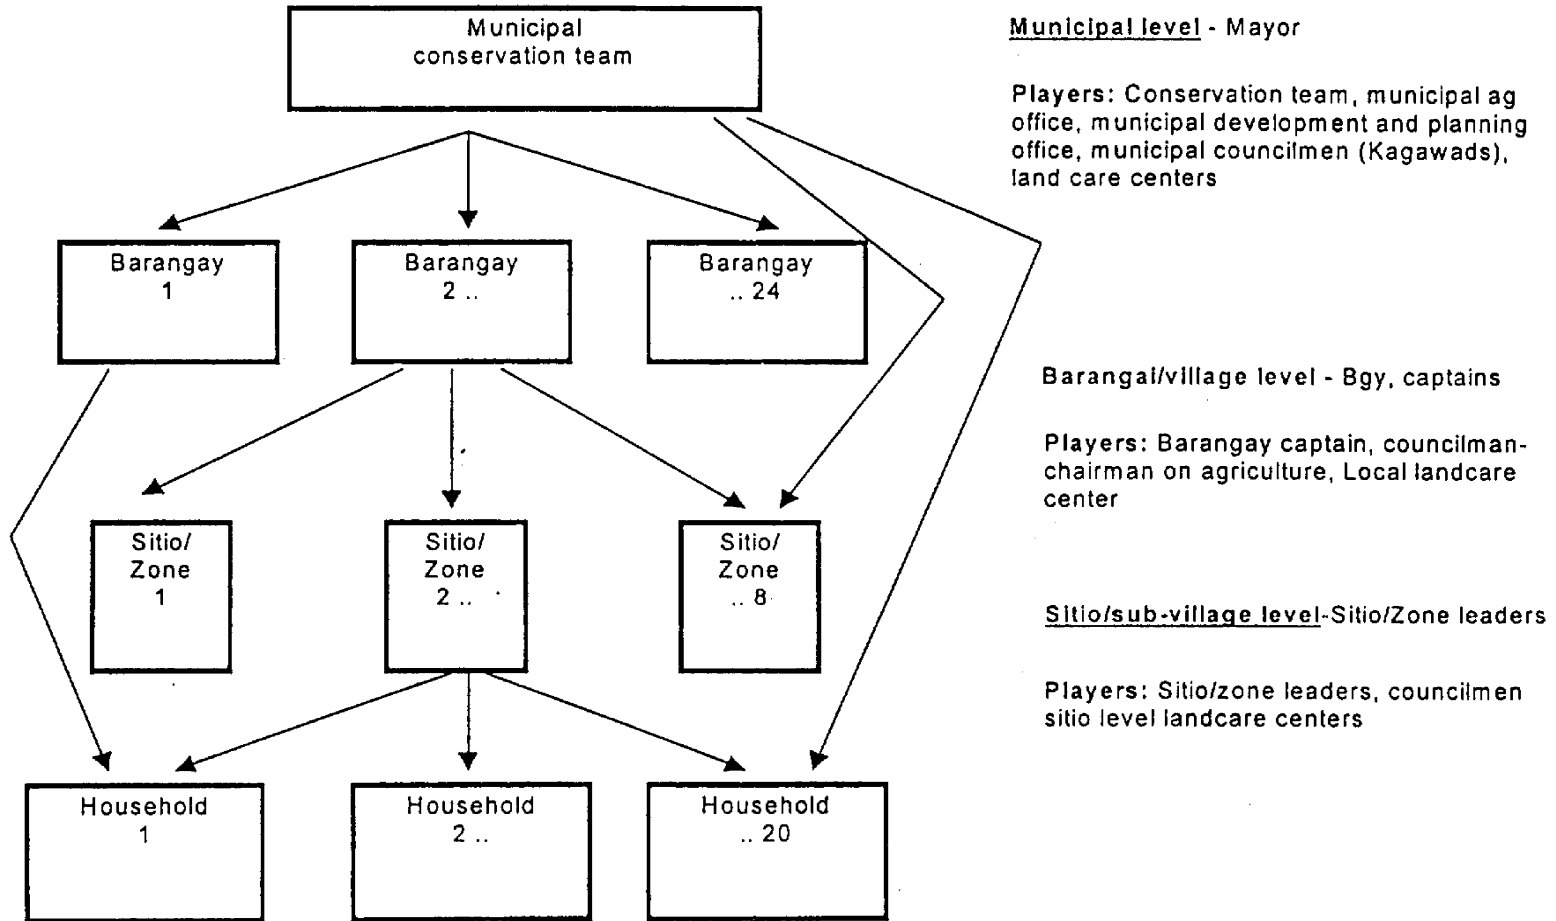 Municipal
conservation team
Municipal level - Mayor
Players: Conservation team, municipal ag
office, municipal development and planning
office, municipal councilmen (Kagawads),
land care centers
Barangay
1
Barangay
2 ..
Barangay
.. 24
Barangai/village level - Bgy, captains
Players: Barangay captain, councilman-
chairman on agriculture, Local landcare
center
Sitio/
Zone
1
Sitio/
Zone
2 ..
Sitio/
Zone
.. 8
Sitio/sub-village level-Sitio/Zone leaders
Players: Sitio/zone leaders, councilmen
sitio level landcare centers
Household
1
Household
2 ..
Household
.. 20